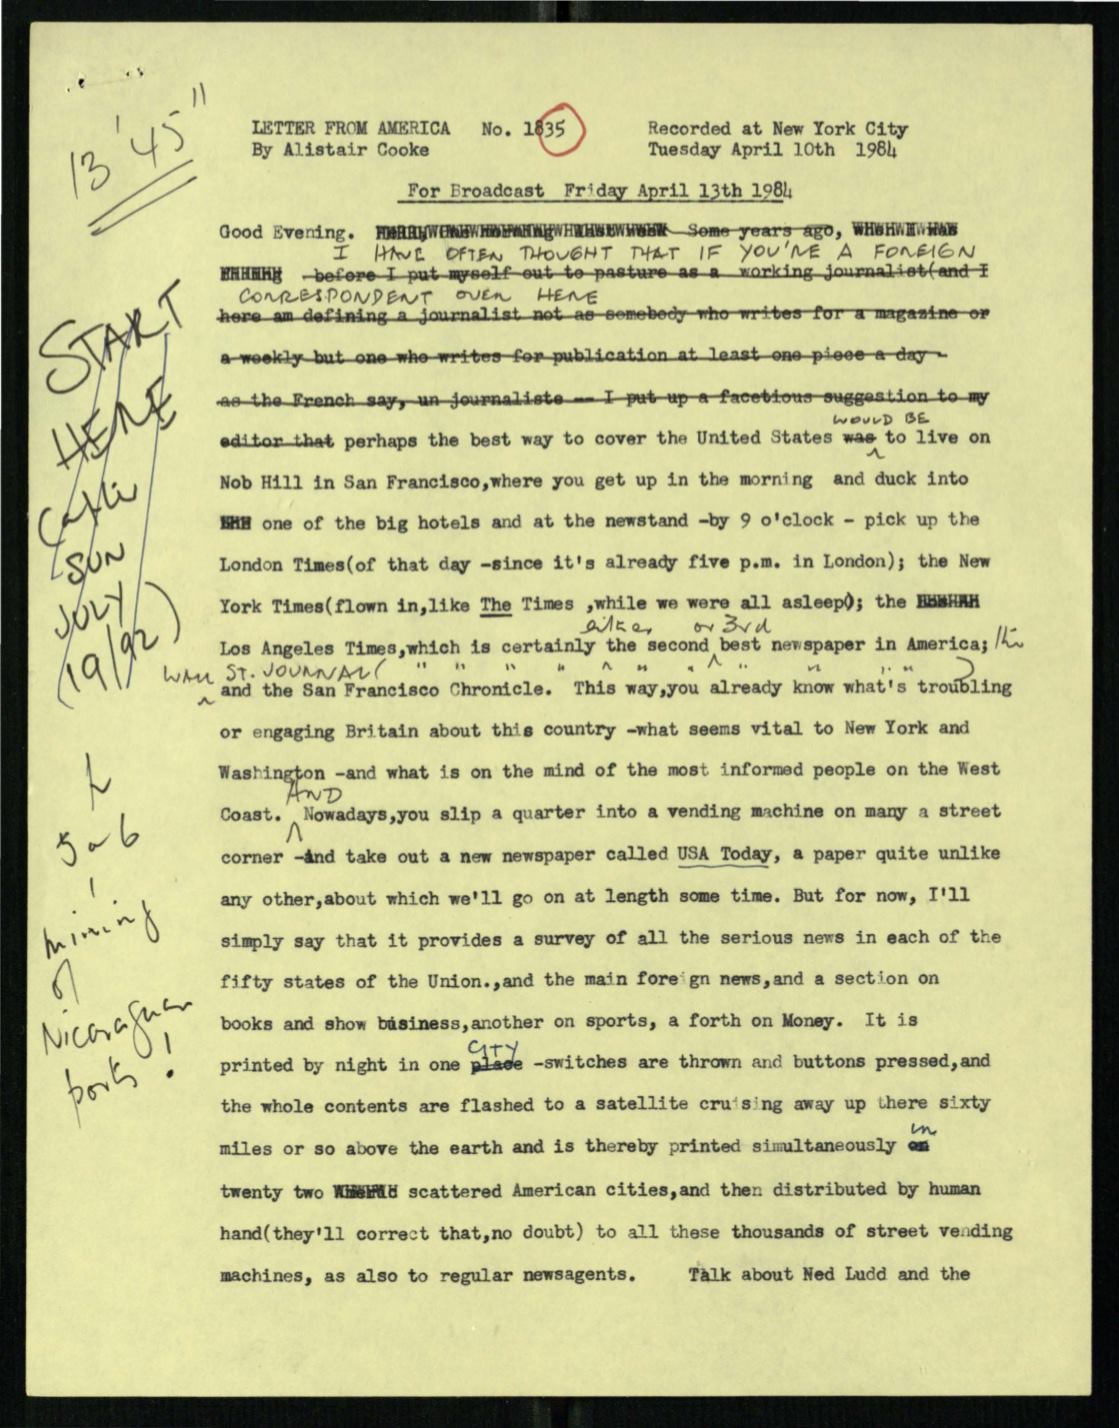 13' 45"
LETTER FROM AMERICA No. 1835 Recorded at New York City
By Alistair Cooke Tuesday April 10th 1984
For Broadcast Friday April 13th 1984
Good Evening. Some years ago,
I HAVE OFTEN THOUGHT THAT IF YOU'RE A FOREIGN
before I put myself out to pasture as a working journalist(and I
CORRESPONDENT OVER HERE
here am defining a journalist not as somebody who writes for a magazine or
a weekly but one who writes for publication at least one piece a day -
as the French say, un journaliste -- I put up a facetious suggestion to my
WOULD BE
editor that perhaps the best way to cover the United States was to live on
Nob Hill in San Francisco,where you get up in the morning and duck into
one of the big hotels and at the newstand -by 9 o'clock - pick up the
London Times(of that day -since it's already five p.m. in London); the New
York Times(flown in,like The Times ,while we were all asleep); the
either or 3rd
Los Angeles Times,which is certainly the second best newspaper in America; the
WALL ST. JOURNAL( " " " " " " " " " )
and the San Francisco Chronicle. This way,you already know what's troubling
or engaging Britain about this country -what seems vital to New York and
Washington -and what is on the mind of the most informed people on the West
AND
Coast. Nowadays,you slip a quarter into a vending machine on many a street
corner -and take out a new newspaper called USA Today, a paper quite unlike
any other,about which we'll go on at length some time. But for now, I'll
simply say that it provides a survey of all the serious news in each of the
fifty states of the Union.,and the main foreign news,and a section on
books and show business,another on sports, a forth on Money. It is
CITY
printed by night in one place -switches are thrown and buttons pressed,and
the whole contents are flashed to a satellite cruising away up there sixty
in
miles or so above the earth and is thereby printed simultaneously on
twenty two scattered American cities,and then distributed by human
hand(they'll correct that,no doubt) to all these thousands of street vending
machines, as also to regular newsagents. Talk about Ned Ludd and the
START
HERE
SUN
JULY
19/92)
5 or 6
mining
of
Nicaraguan
ports!